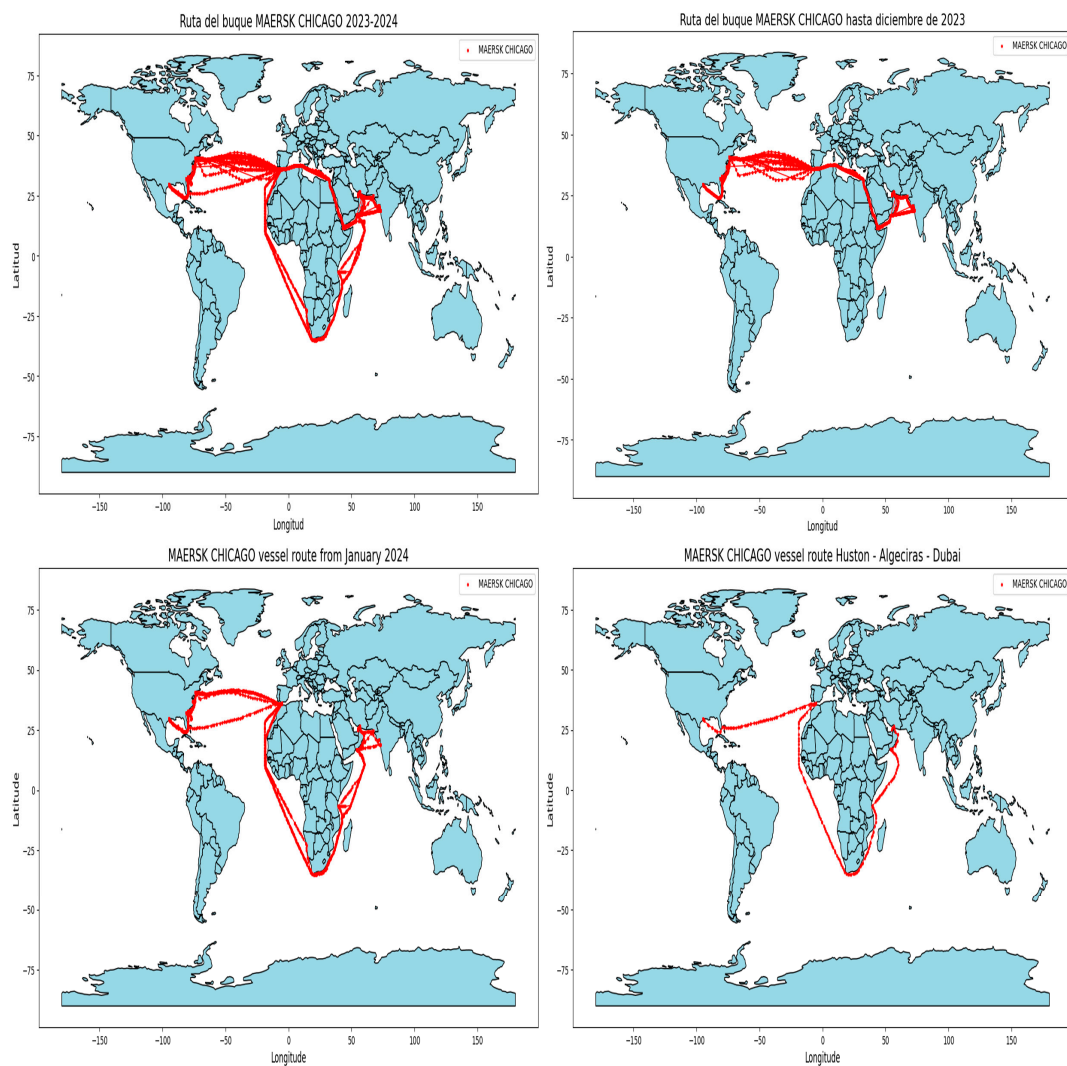 Ruta del buque MAERSK CHICAGO 2023-2024
MAERSK CHICAGO
75
50
25
0
−25
−50
−75
Latitud
−150 −100 −50 0 50 100 150
Longitud
Ruta del buque MAERSK CHICAGO hasta diciembre de 2023
MAERSK CHICAGO
75
50
25
0
−25
−50
−75
Latitud
−150 −100 −50 0 50 100 150
Longitud
MAERSK CHICAGO vessel route from January 2024
MAERSK CHICAGO
75
50
25
0
−25
−50
−75
Latitude
−150 −100 −50 0 50 100 150
Longitude
MAERSK CHICAGO vessel route Huston - Algeciras - Dubai
MAERSK CHICAGO
75
50
25
0
−25
−50
−75
Latitude
−150 −100 −50 0 50 100 150
Longitude